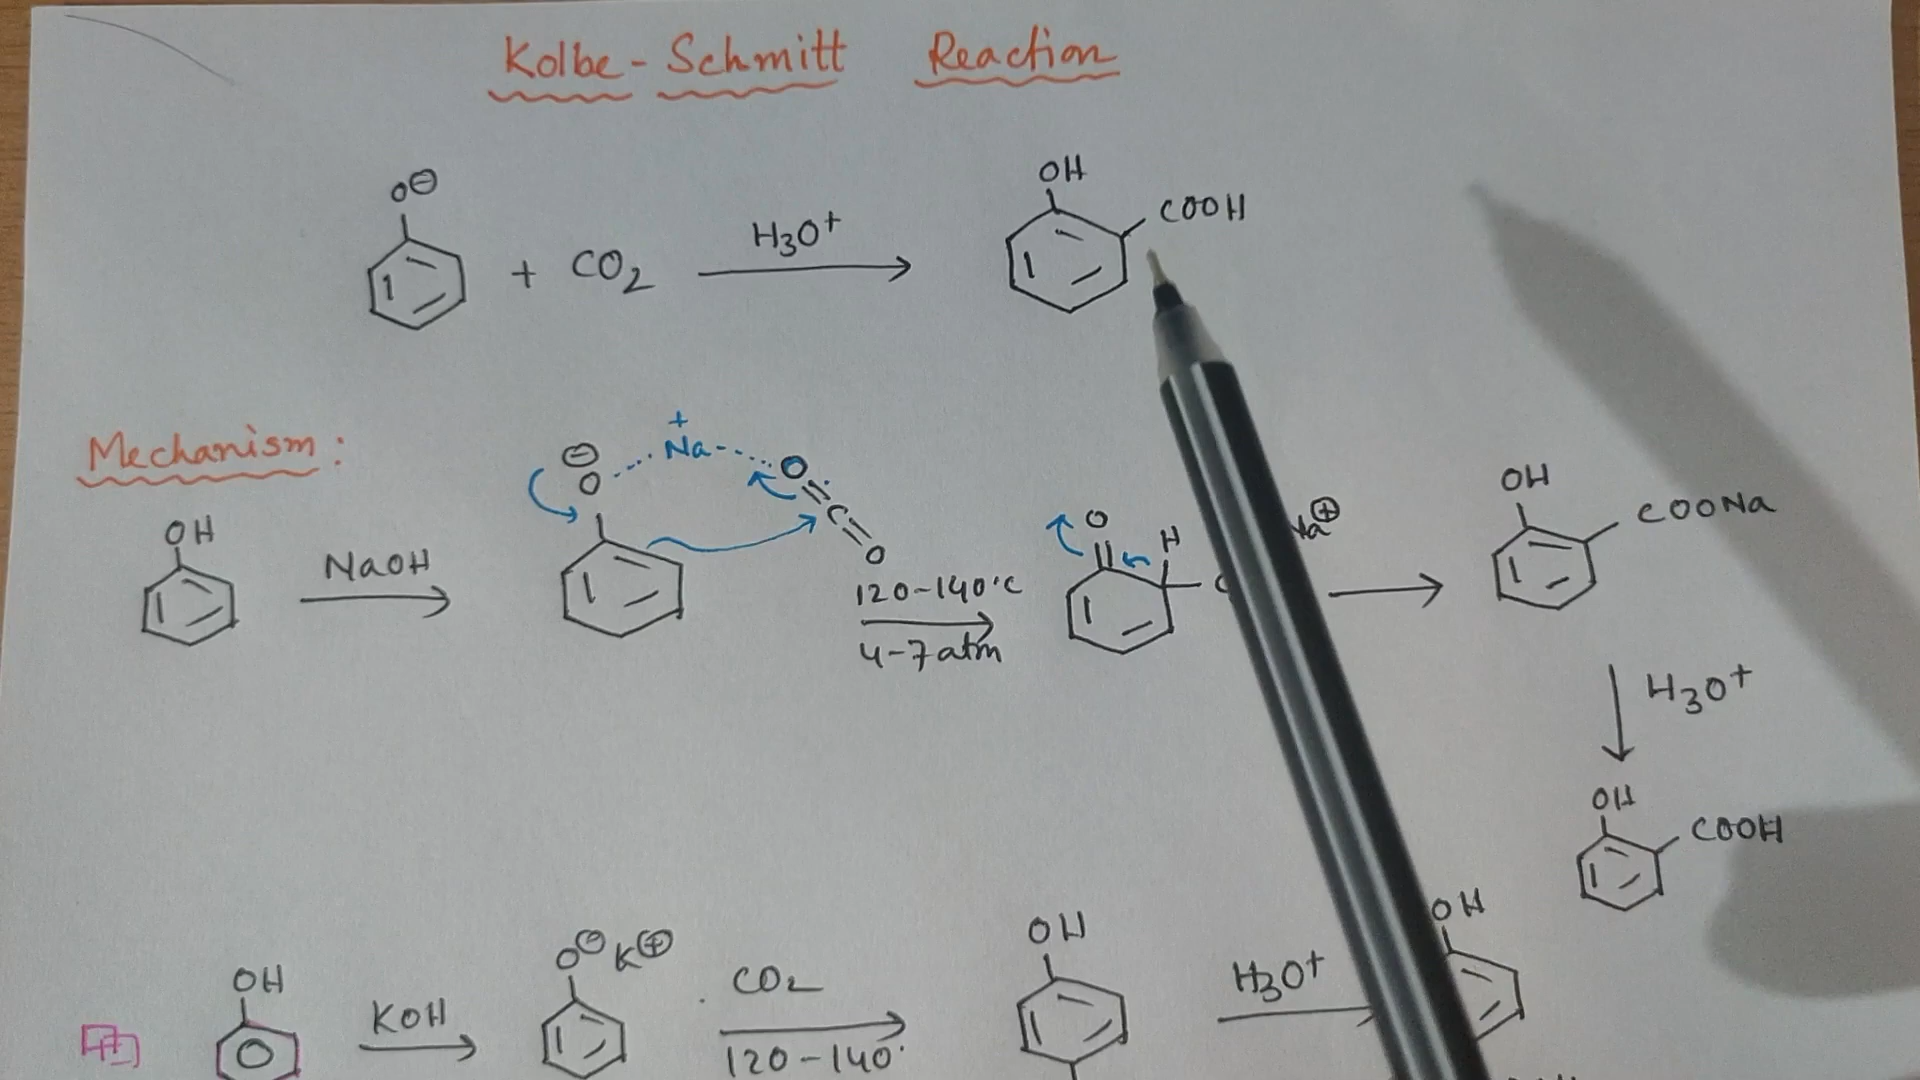 Kolbe-Schmitt Reaction
O⊖ + CO2 H3O+ OH COOH
Mechanism:
OH NaOH ⊖ O Na + O C O 120-140°C 4-7 atm O H a⊕ OH COONa
H3O+
OH COOH
OH KOH O⊖ K⊕ CO2 120-140° OH H3O+ OH